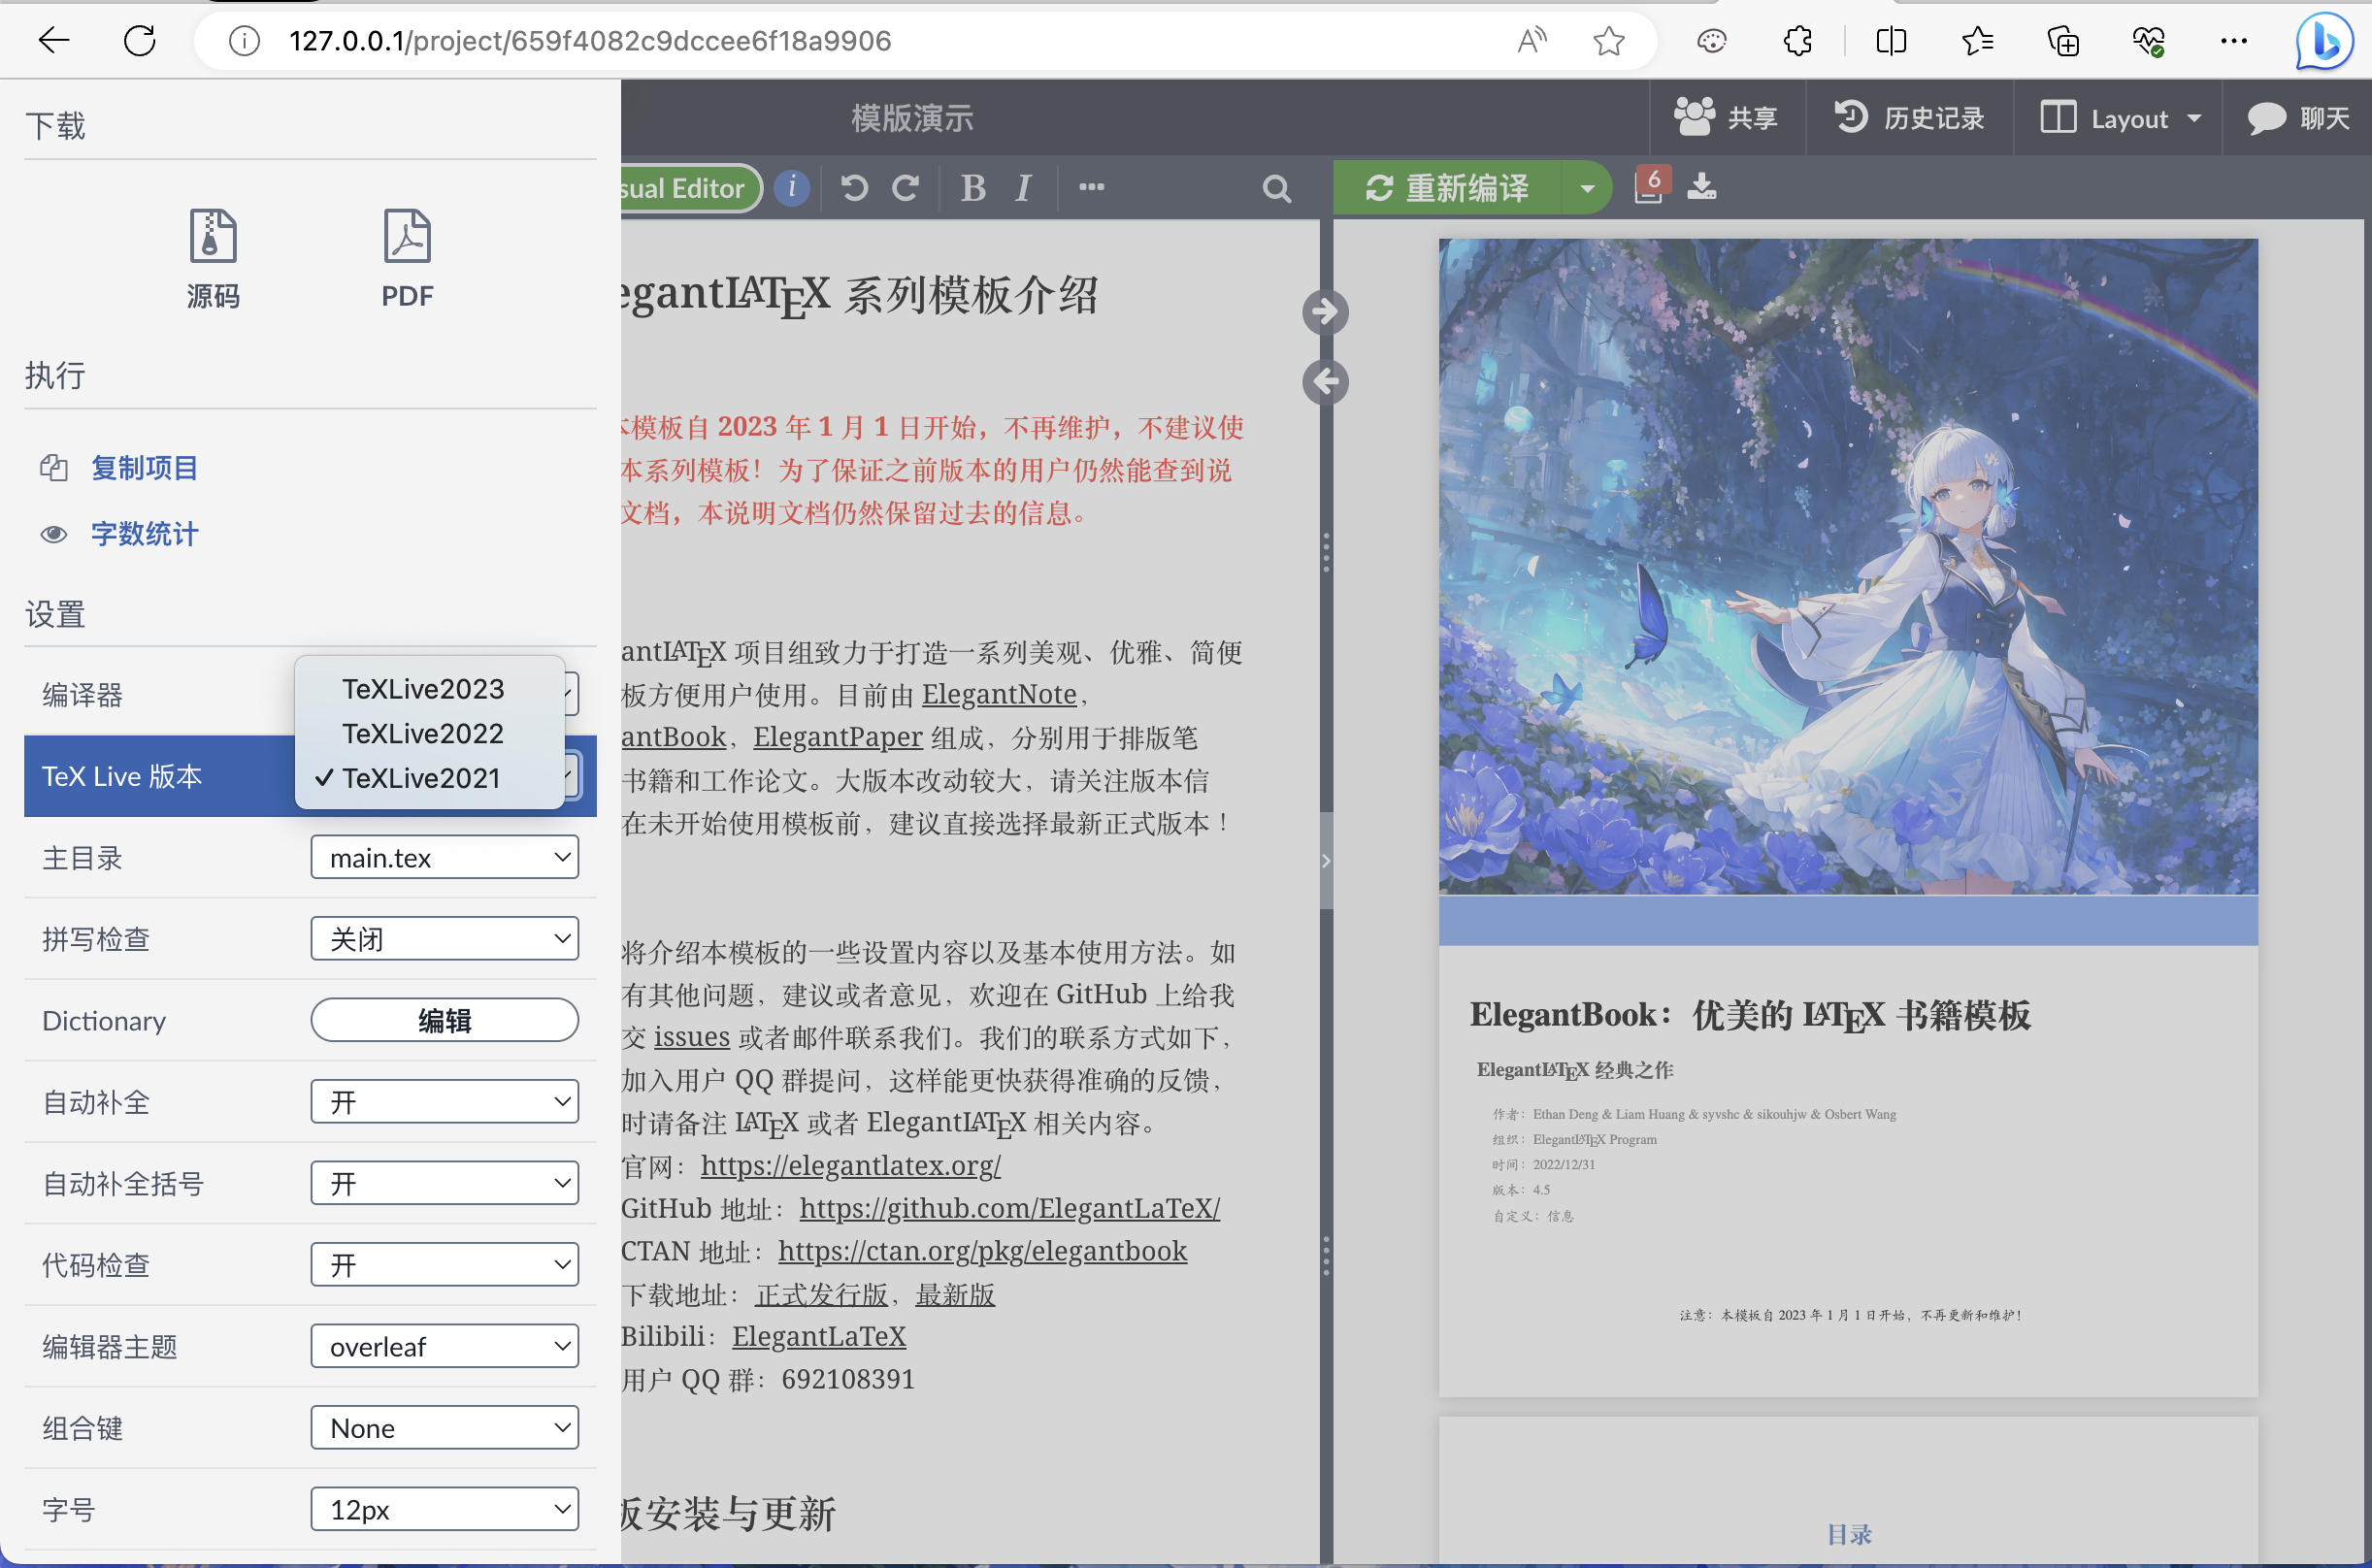 127.0.0.1/project/659f4082c9dccee6f18a9906
下载
源码
PDF
执行
复制项目
字数统计
设置
编译器
TeXLive2023
TeXLive2022
✓ TeXLive2021
TeX Live 版本
主目录
main.tex
拼写检查
关闭
Dictionary
编辑
自动补全
开
自动补全括号
开
代码检查
开
编辑器主题
overleaf
组合键
None
字号
12px
模版演示
共享
历史记录
Layout
聊天
sual Editor
i
B
I
重新编译
6
egantLATEX 系列模板介绍
本模板自 2023 年 1 月 1 日开始，不再维护，不建议使
本系列模板！为了保证之前版本的用户仍然能查到说
文档，本说明文档仍然保留过去的信息。
antLATEX 项目组致力于打造一系列美观、优雅、简便
板方便用户使用。目前由 ElegantNote，
antBook，ElegantPaper 组成，分别用于排版笔
书籍和工作论文。大版本改动较大，请关注版本信
在未开始使用模板前，建议直接选择最新正式版本！
将介绍本模板的一些设置内容以及基本使用方法。如
有其他问题，建议或者意见，欢迎在 GitHub 上给我
交 issues 或者邮件联系我们。我们的联系方式如下，
加入用户 QQ 群提问，这样能更快获得准确的反馈，
时请备注 LATEX 或者 ElegantLATEX 相关内容。
官网：https://elegantlatex.org/
GitHub 地址：https://github.com/ElegantLaTeX/
CTAN 地址：https://ctan.org/pkg/elegantbook
下载地址：正式发行版，最新版
Bilibili：ElegantLaTeX
用户 QQ 群：692108391
版安装与更新
ElegantBook：优美的 LATEX 书籍模板
ElegantLATEX 经典之作
作者：Ethan Deng & Liam Huang & syvshc & sikouhjw & Osbert Wang
组织：ElegantLATEX Program
时间：2022/12/31
版本：4.5
自定义：信息
注意：本模板自 2023 年 1 月 1 日开始，不再更新和维护！
目录